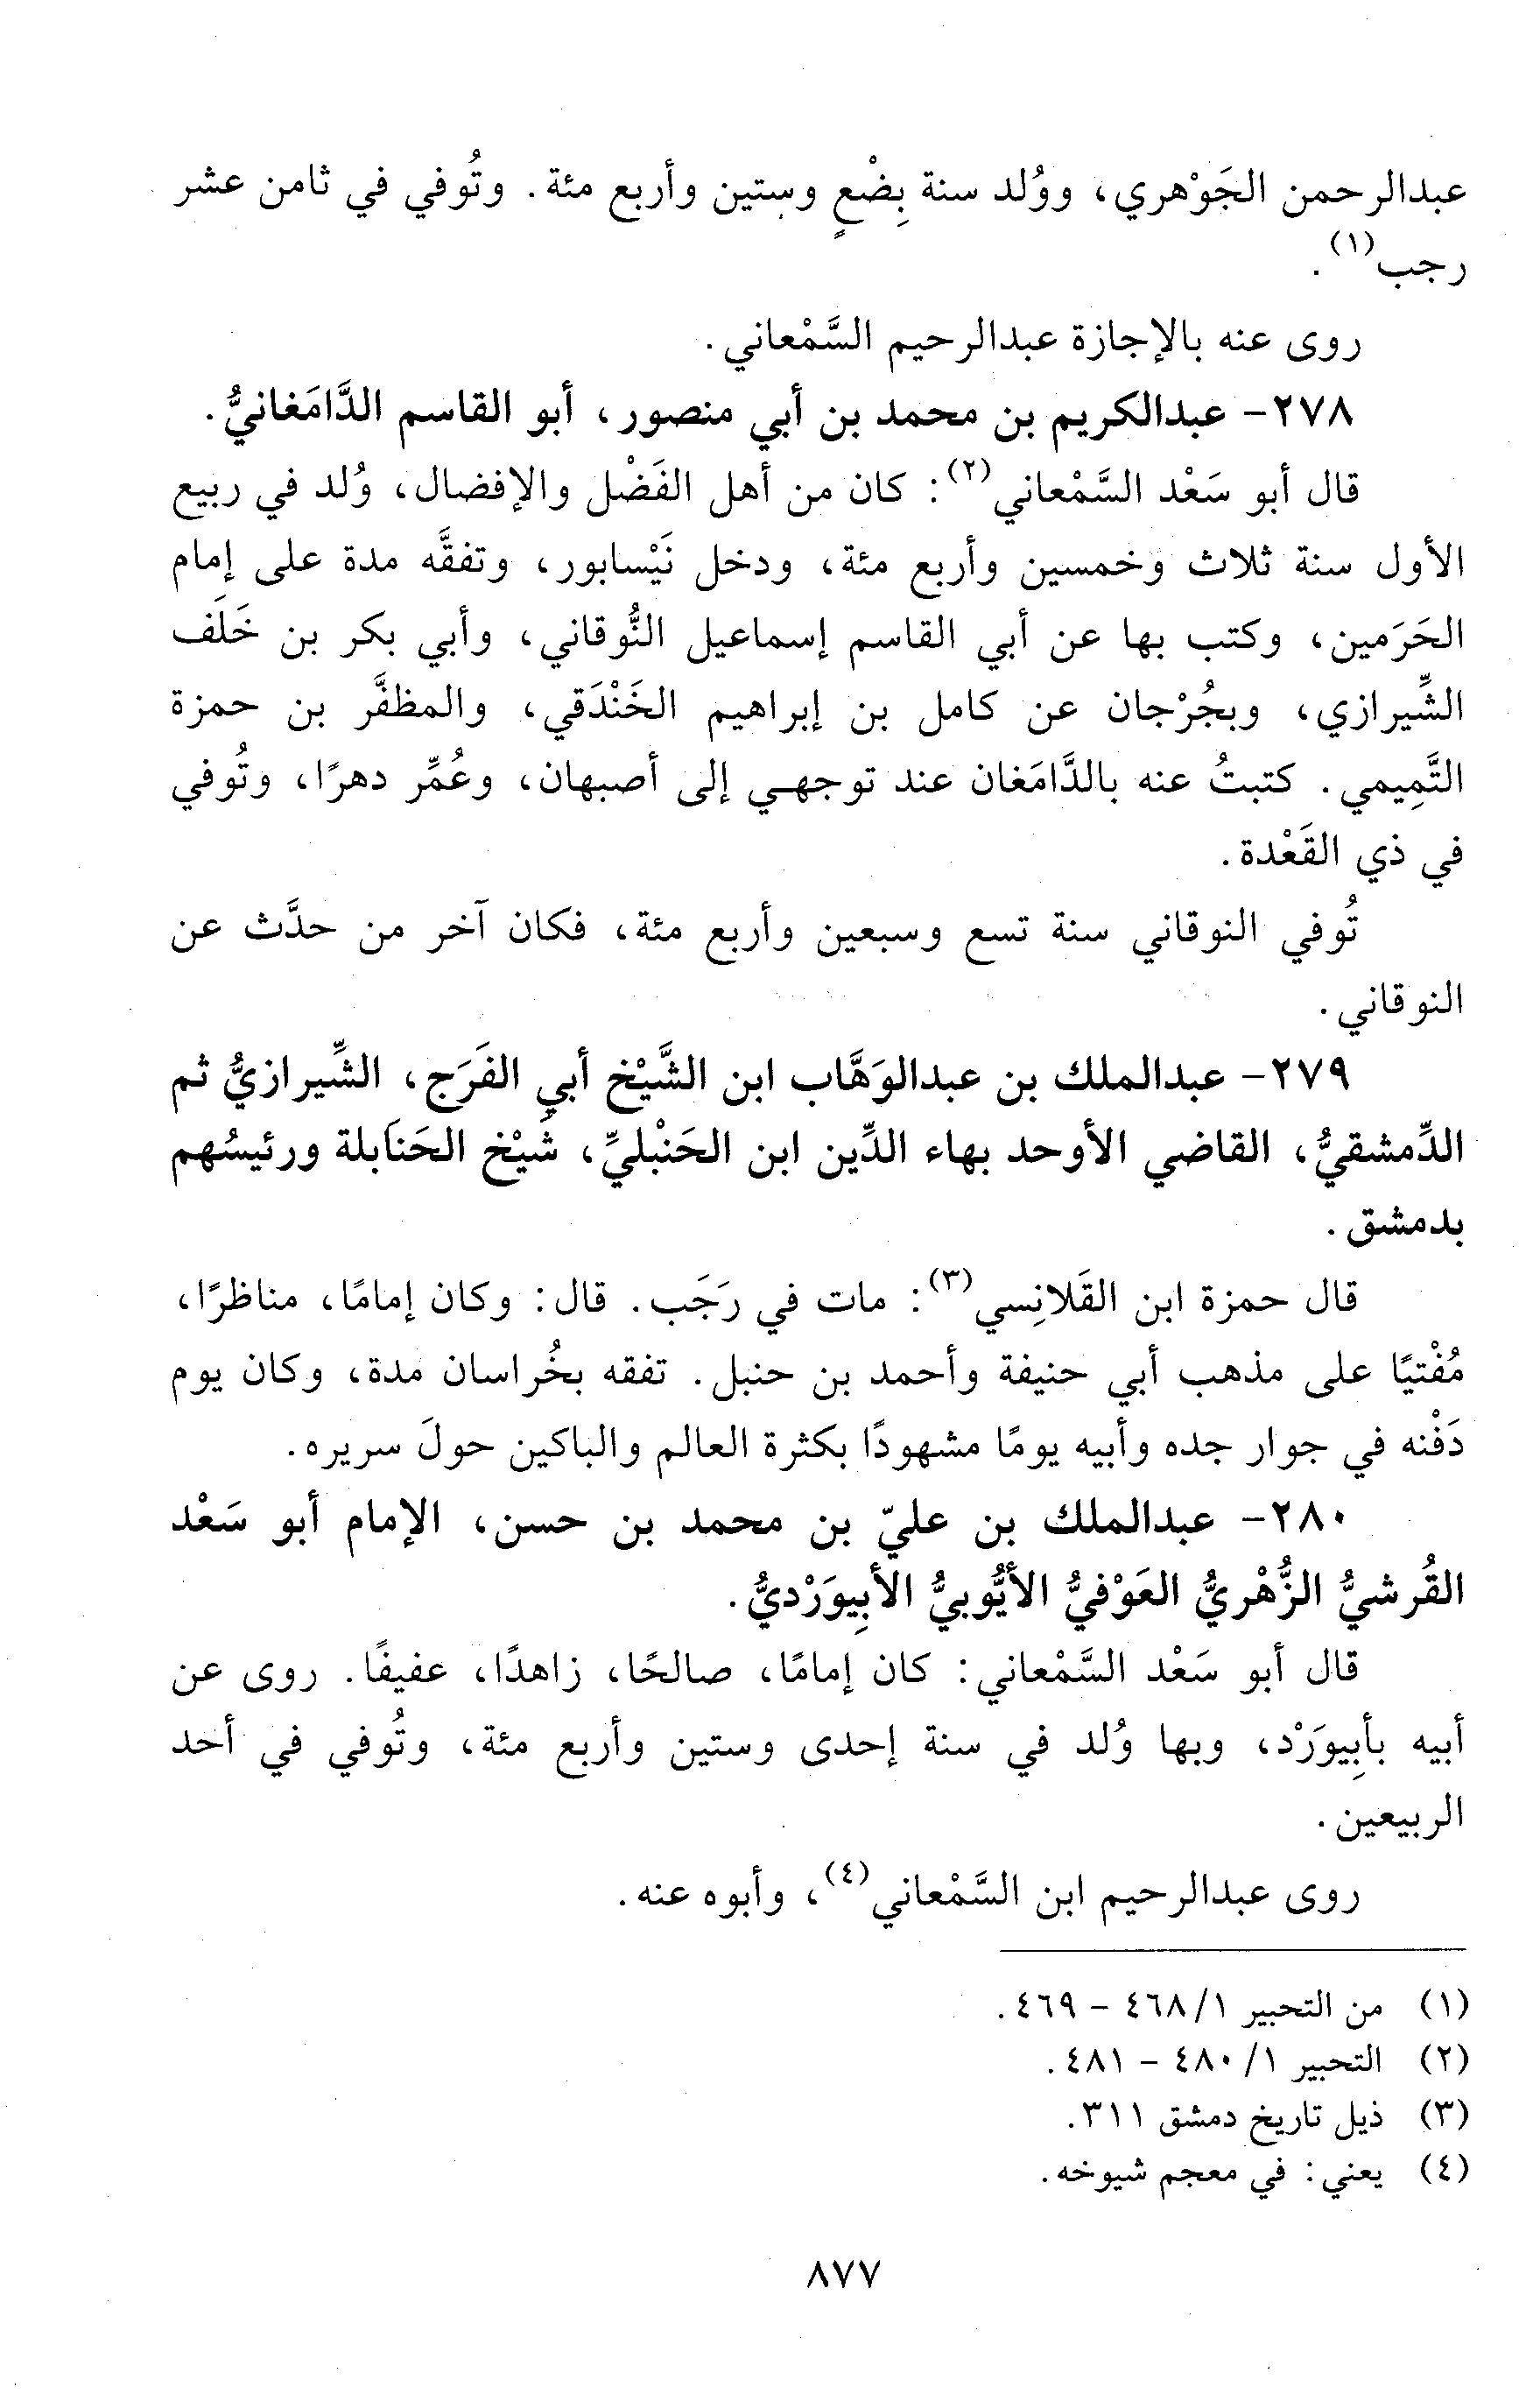 عبدالرحمن الجَوْهري، ووُلد سنة بِضْعٍ وستين وأربع مئة. وتُوفي في ثامن عشر
رجب(١).
روى عنه بالإجازة عبدالرحيم السَّمْعاني.
٢٧٨- عبدالكريم بن محمد بن أبي منصور، أبو القاسم الدَّامَغانيُّ.
قال أبو سَعْد السَّمْعاني(٢): كان من أهل الفَضْل والإفضال، وُلد في ربيع
الأول سنة ثلاث وخمسين وأربع مئة، ودخل نَيْسابور، وتفقَّه مدة على إمام
الحَرَمين، وكتب بها عن أبي القاسم إسماعيل النُّوقاني، وأبي بكر بن خَلَف
الشِّيرازي، وبجُرْجان عن كامل بن إبراهيم الخَنْدَقي، والمظفَّر بن حمزة
التَّمِيمي. كتبتُ عنه بالدَّامَغان عند توجهي إلى أصبهان، وعُمِّر دهرًا، وتُوفي
في ذي القَعْدة.
تُوفي النوقاني سنة تسع وسبعين وأربع مئة، فكان آخر من حدَّث عن
النوقاني.
٢٧٩- عبدالملك بن عبدالوَهَّاب ابن الشَّيْخ أبي الفَرَج، الشِّيرازيُّ ثم
الدِّمشقيُّ، القاضي الأوحد بهاء الدِّين ابن الحَنْبليِّ، شَيْخ الحَنَابلة ورئيسُهم
بدمشق.
قال حمزة ابن القَلانِسي(٣): مات في رَجَب. قال: وكان إمامًا، مناظرًا،
مُفْتيًا على مذهب أبي حنيفة وأحمد بن حنبل. تفقه بخُراسان مدة، وكان يوم
دَفْنه في جوار جده وأبيه يومًا مشهودًا بكثرة العالم والباكين حولَ سريره.
٢٨٠- عبدالملك بن عليّ بن محمد بن حسن، الإمام أبو سَعْد
القُرشيُّ الزُّهْريُّ العَوْفيُّ الأيُّوبيُّ الأبِيوَرْديُّ.
قال أبو سَعْد السَّمْعاني: كان إمامًا، صالحًا، زاهدًا، عفيفًا. روى عن
أبيه بأبِيوَرْد، وبها وُلد في سنة إحدى وستين وأربع مئة، وتُوفي في أحد
الربيعين.
روى عبدالرحيم ابن السَّمْعاني(٤)، وأبوه عنه.
(١) من التحبير ١/ ٤٦٨ - ٤٦٩.
(٢) التحبير ١/ ٤٨٠ - ٤٨١.
(٣) ذيل تاريخ دمشق ٣١١.
(٤) يعني: في معجم شيوخه.
٨٧٧